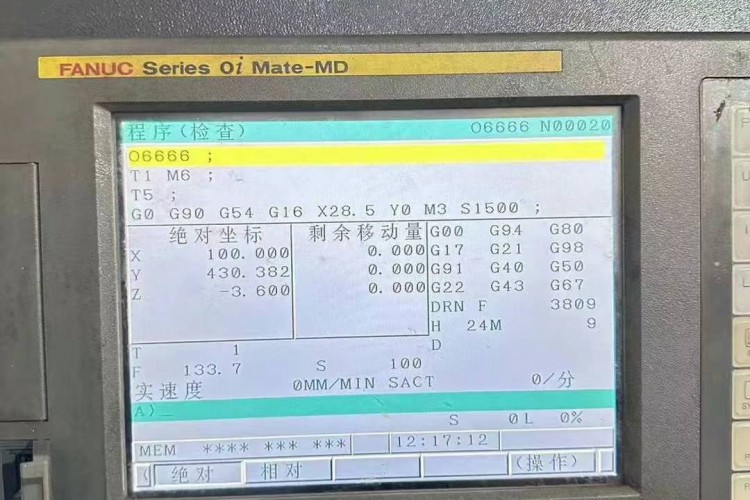 FANUC Series 0i Mate-MD
程序(检查) O6666 N00020
O6666 ;
T1 M6 ;
T5 ;
G0 G90 G54 G16 X28.5 Y0 M3 S1500 ;
绝对坐标 剩余移动量 G00 G94 G80
X 100.000 0.000 G17 G21 G98
Y 430.382 0.000 G91 G40 G50
Z -3.600 0.000 G22 G43 G67
DRN F 3809
H 24M 9
D
T 1
F 133.7 S 100
实速度 0MM/MIN SACT 0/分
A)_
S 0L 0%
MEM **** *** *** 12:17:12
( 绝对 相对 (操作)